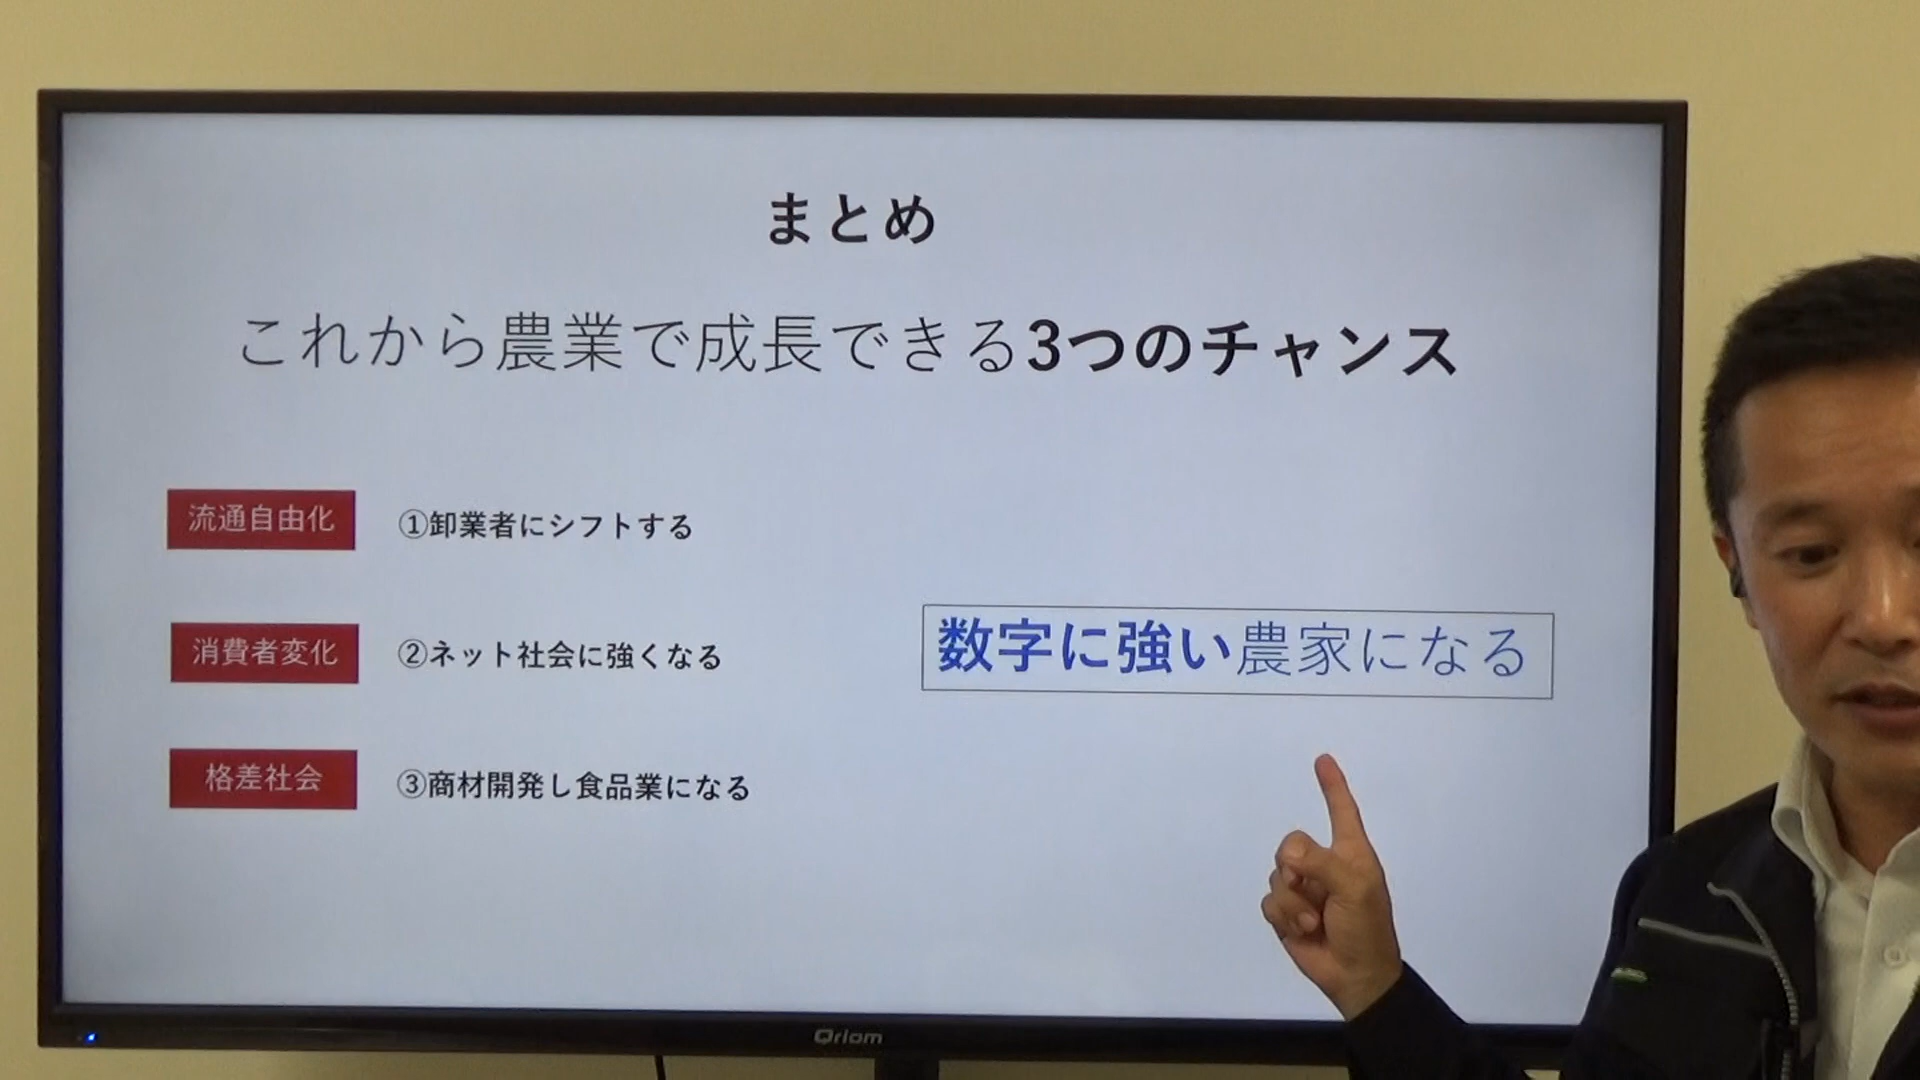 まとめ
これから農業で成長できる3つのチャンス
流通自由化
①卸業者にシフトする
消費者変化
②ネット社会に強くなる
格差社会
③商材開発し食品業になる
数字に強い農家になる
Qriom